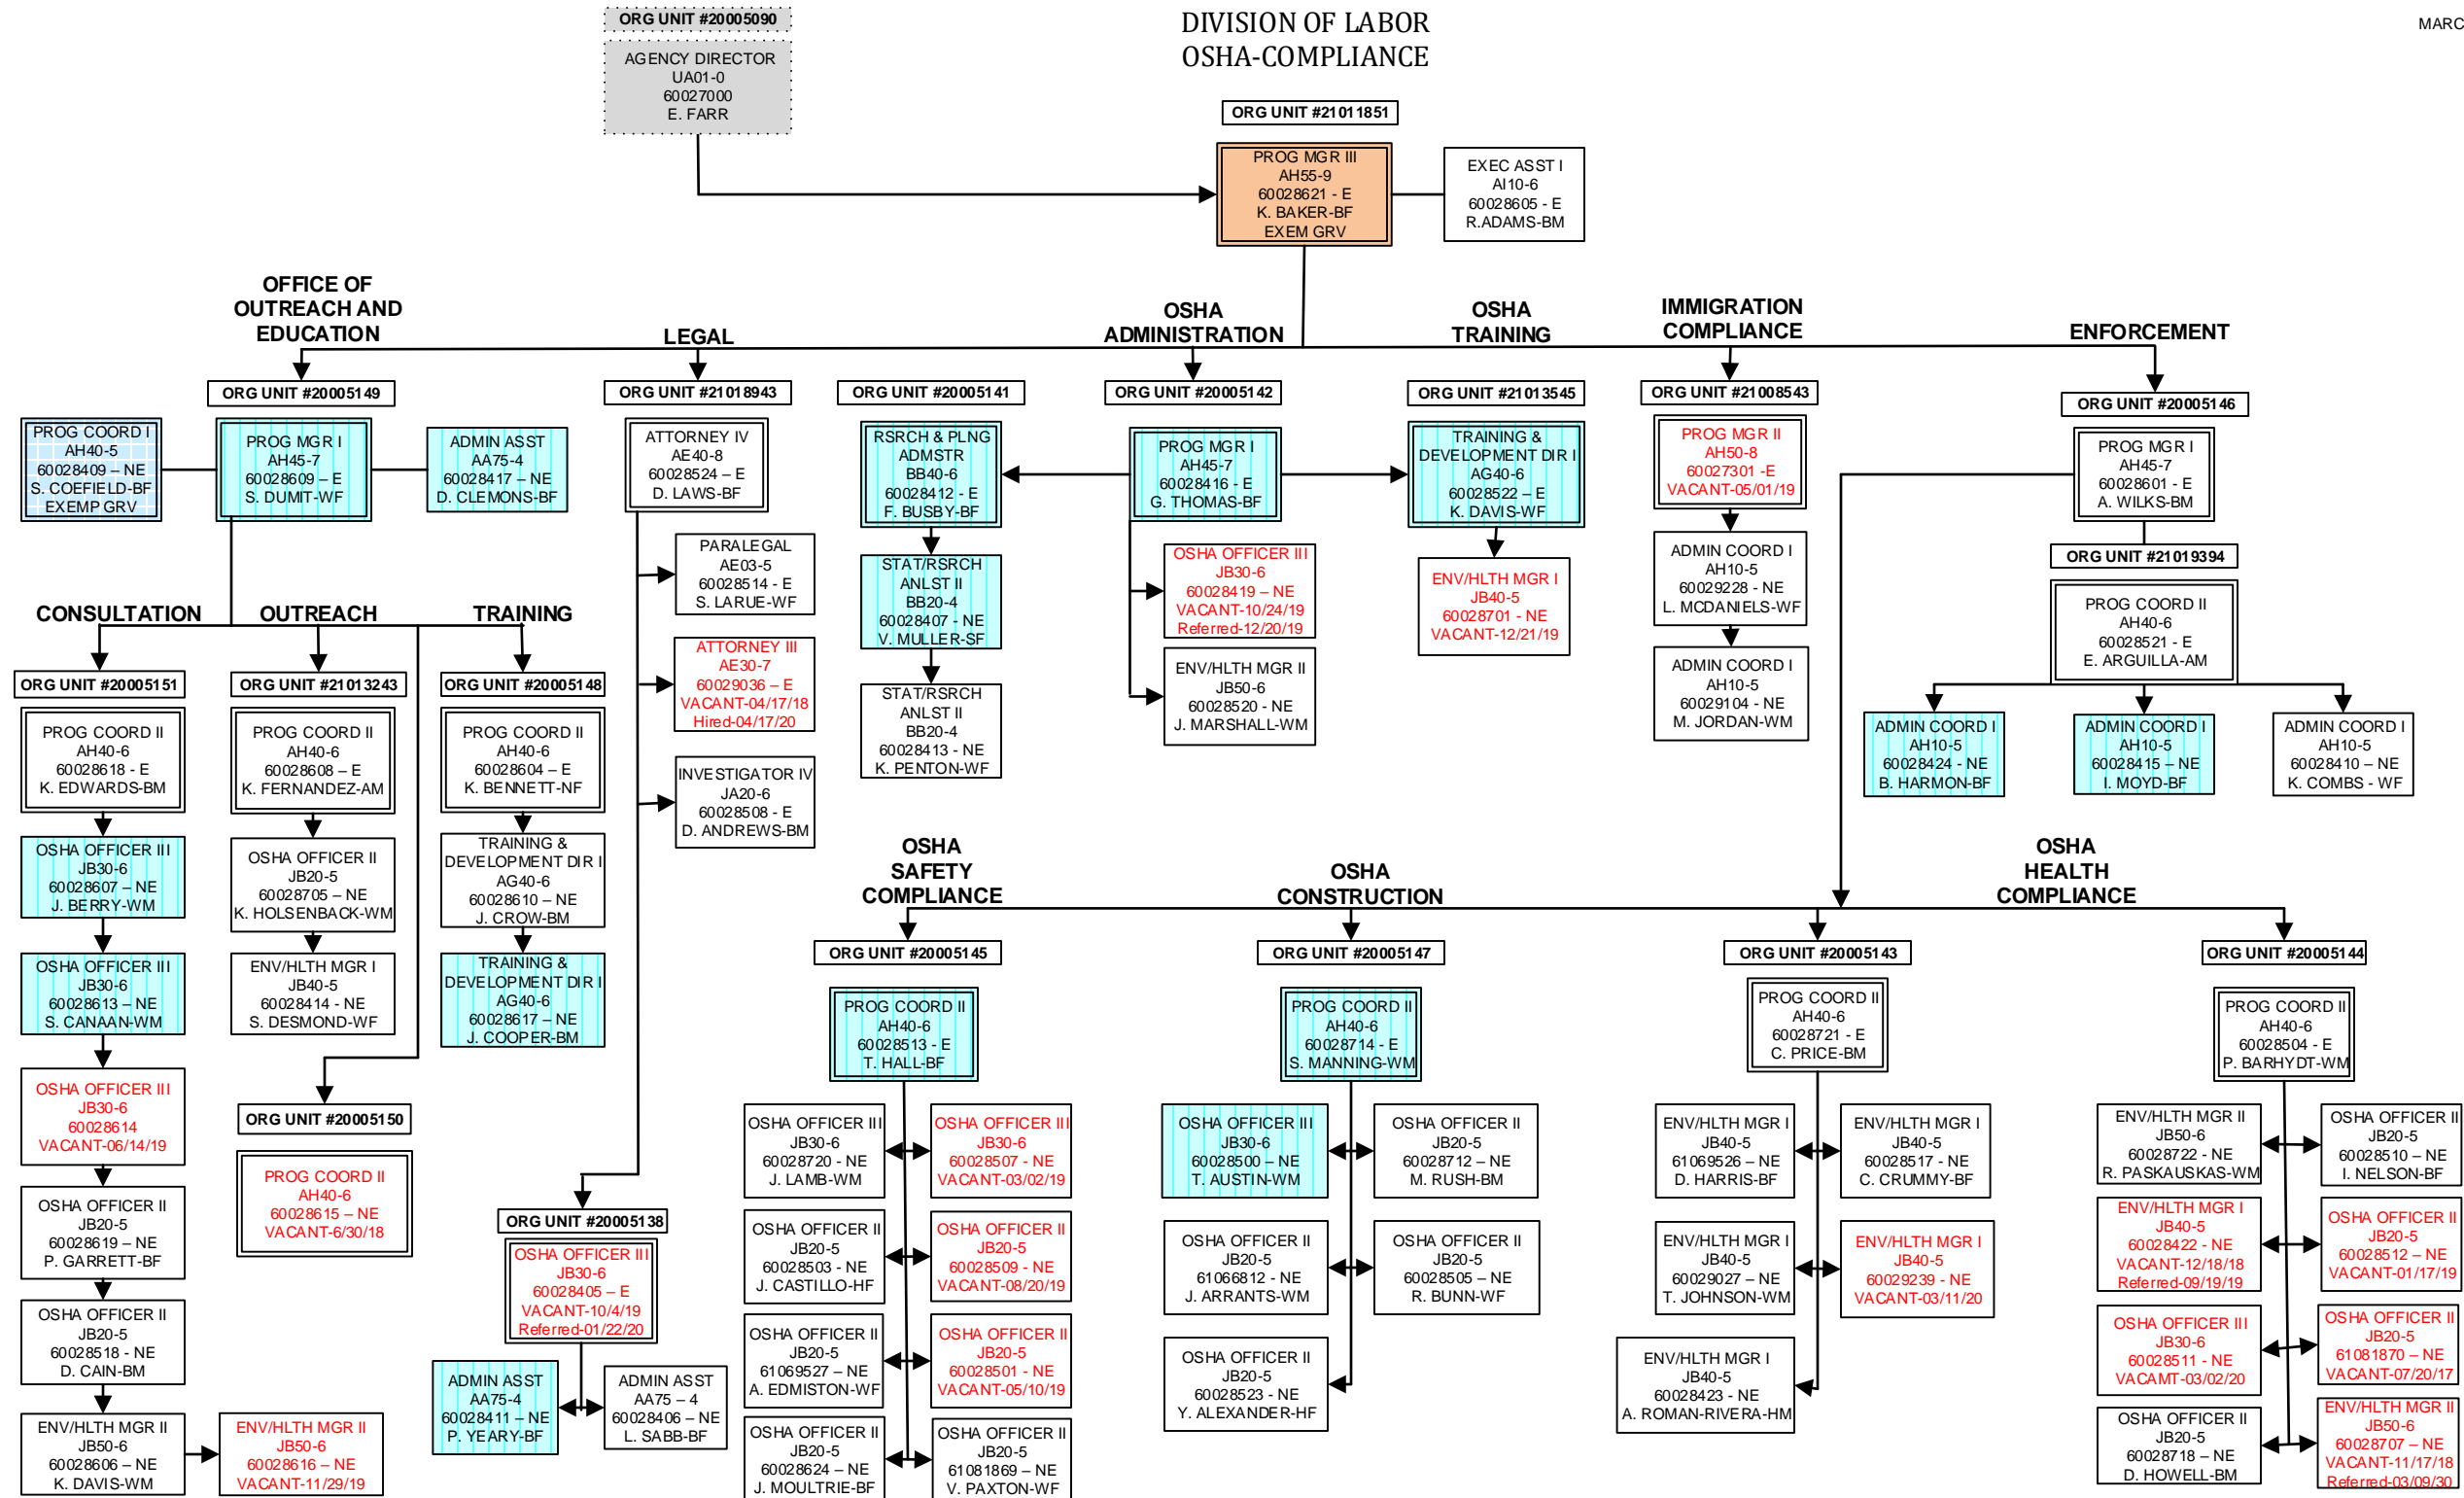 ORG UNIT #20005090
AGENCY DIRECTOR
UA01-0
60027000
E. FARR
DIVISION OF LABOR
OSHA-COMPLIANCE
MARC
ORG UNIT #21011851
PROG MGR III
AH55-9
60028621 - E
K. BAKER-BF
EXEM GRV
EXEC ASST I
AI10-6
60028605 - E
R.ADAMS-BM
OFFICE OF
OUTREACH AND
EDUCATION
LEGAL
OSHA
ADMINISTRATION
OSHA
TRAINING
IMMIGRATION
COMPLIANCE
ENFORCEMENT
ORG UNIT #20005149
PROG COORD I
AH40-5
60028409 – NE
S. COEFIELD-BF
EXEMP GRV
PROG MGR I
AH45-7
60028609 – E
S. DUMIT-WF
ADMIN ASST
AA75-4
60028417 – NE
D. CLEMONS-BF
ORG UNIT #21018943
ATTORNEY IV
AE40-8
60028524 – E
D. LAWS-BF
PARALEGAL
AE03-5
60028514 - E
S. LARUE-WF
ATTORNEY III
AE30-7
60029036 – E
VACANT-04/17/18
Hired-04/17/20
INVESTIGATOR IV
JA20-6
60028508 - E
D. ANDREWS-BM
ORG UNIT #20005141
RSRCH & PLNG
ADMSTR
BB40-6
60028412 - E
F. BUSBY-BF
STAT/RSRCH
ANLST II
BB20-4
60028407 - NE
V. MULLER-SF
STAT/RSRCH
ANLST II
BB20-4
60028413 - NE
K. PENTON-WF
ORG UNIT #20005142
PROG MGR I
AH45-7
60028416 - E
G. THOMAS-BF
OSHA OFFICER III
JB30-6
60028419 – NE
VACANT-10/24/19
Referred-12/20/19
ENV/HLTH MGR II
JB50-6
60028520 - NE
J. MARSHALL-WM
ORG UNIT #21013545
TRAINING &
DEVELOPMENT DIR I
AG40-6
60028522 – E
K. DAVIS-WF
ENV/HLTH MGR I
JB40-5
60028701 - NE
VACANT-12/21/19
ORG UNIT #21008543
PROG MGR II
AH50-8
60027301 -E
VACANT-05/01/19
ADMIN COORD I
AH10-5
60029228 - NE
L. MCDANIELS-WF
ADMIN COORD I
AH10-5
60029104 – NE
M. JORDAN-WM
ORG UNIT #20005146
PROG MGR I
AH45-7
60028601 – E
A. WILKS-BM
ORG UNIT #21019394
PROG COORD II
AH40-6
60028521 - E
E. ARGUILLA-AM
ADMIN COORD I
AH10-5
60028424 - NE
B. HARMON-BF
ADMIN COORD I
AH10-5
60028415 – NE
I. MOYD-BF
ADMIN COORD I
AH10-5
60028410 – NE
K. COMBS - WF
CONSULTATION
OUTREACH
TRAINING
ORG UNIT #20005151
PROG COORD II
AH40-6
60028618 - E
K. EDWARDS-BM
OSHA OFFICER III
JB30-6
60028607 – NE
J. BERRY-WM
OSHA OFFICER III
JB30-6
60028613 – NE
S. CANAAN-WM
OSHA OFFICER III
JB30-6
60028614
VACANT-06/14/19
OSHA OFFICER II
JB20-5
60028619 – NE
P. GARRETT-BF
OSHA OFFICER II
JB20-5
60028518 - NE
D. CAIN-BM
ENV/HLTH MGR II
JB50-6
60028606 – NE
K. DAVIS-WM
ENV/HLTH MGR II
JB50-6
60028616 – NE
VACANT-11/29/19
ORG UNIT #21013243
PROG COORD II
AH40-6
60028608 – E
K. FERNANDEZ-AM
OSHA OFFICER II
JB20-5
60028705 – NE
K. HOLSENBACK-WM
ENV/HLTH MGR I
JB40-5
60028414 - NE
S. DESMOND-WF
ORG UNIT #20005150
PROG COORD II
AH40-6
60028615 – NE
VACANT-6/30/18
ORG UNIT #20005148
PROG COORD II
AH40-6
60028604 – E
K. BENNETT-NF
TRAINING &
DEVELOPMENT DIR I
AG40-6
60028610 – NE
J. CROW-BM
TRAINING &
DEVELOPMENT DIR I
AG40-6
60028617 – NE
J. COOPER-BM
ORG UNIT #20005138
OSHA OFFICER III
JB30-6
60028405 – E
VACANT-10/4/19
Referred-01/22/20
ADMIN ASST
AA75-4
60028411 – NE
P. YEARY-BF
ADMIN ASST
AA75 – 4
60028406 – NE
L. SABB-BF
OSHA
SAFETY
COMPLIANCE
OSHA
CONSTRUCTION
OSHA
HEALTH
COMPLIANCE
ORG UNIT #20005145
PROG COORD II
AH40-6
60028513 - E
T. HALL-BF
OSHA OFFICER III
JB30-6
60028720 - NE
J. LAMB-WM
OSHA OFFICER III
JB30-6
60028507 - NE
VACANT-03/02/19
OSHA OFFICER II
JB20-5
60028503 - NE
J. CASTILLO-HF
OSHA OFFICER II
JB20-5
60028509 - NE
VACANT-08/20/19
OSHA OFFICER II
JB20-5
61069527 – NE
A. EDMISTON-WF
OSHA OFFICER II
JB20-5
60028501 - NE
VACANT-05/10/19
OSHA OFFICER II
JB20-5
60028624 – NE
J. MOULTRIE-BF
OSHA OFFICER II
JB20-5
61081869 – NE
V. PAXTON-WF
ORG UNIT #20005147
PROG COORD II
AH40-6
60028714 - E
S. MANNING-WM
OSHA OFFICER III
JB30-6
60028500 – NE
T. AUSTIN-WM
OSHA OFFICER II
JB20-5
60028712 – NE
M. RUSH-BM
OSHA OFFICER II
JB20-5
61066812 - NE
J. ARRANTS-WM
OSHA OFFICER II
JB20-5
60028505 – NE
R. BUNN-WF
OSHA OFFICER II
JB20-5
60028523 - NE
Y. ALEXANDER-HF
ORG UNIT #20005143
PROG COORD II
AH40-6
60028721 - E
C. PRICE-BM
ENV/HLTH MGR I
JB40-5
61069526 – NE
D. HARRIS-BF
ENV/HLTH MGR I
JB40-5
60028517 - NE
C. CRUMMY-BF
ENV/HLTH MGR I
JB40-5
60029027 – NE
T. JOHNSON-WM
ENV/HLTH MGR I
JB40-5
60029239 - NE
VACANT-03/11/20
ENV/HLTH MGR I
JB40-5
60028423 - NE
A. ROMAN-RIVERA-HM
ORG UNIT #20005144
PROG COORD II
AH40-6
60028504 - E
P. BARHYDT-WM
ENV/HLTH MGR II
JB50-6
60028722 - NE
R. PASKAUSKAS-WM
OSHA OFFICER II
JB20-5
60028510 – NE
I. NELSON-BF
ENV/HLTH MGR I
JB40-5
60028422 - NE
VACANT-12/18/18
Referred-09/19/19
OSHA OFFICER II
JB20-5
60028512 – NE
VACANT-01/17/19
OSHA OFFICER III
JB30-6
60028511 - NE
VACAMT-03/02/20
OSHA OFFICER II
JB20-5
61081870 – NE
VACANT-07/20/17
OSHA OFFICER II
JB20-5
60028718 – NE
D. HOWELL-BM
ENV/HLTH MGR II
JB50-6
60028707 – NE
VACANT-11/17/18
Referred-03/09/30